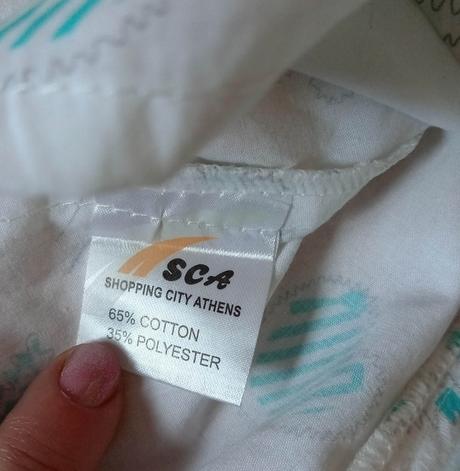 SCA
SHOPPING CITY ATHENS
65% COTTON
35% POLYESTER